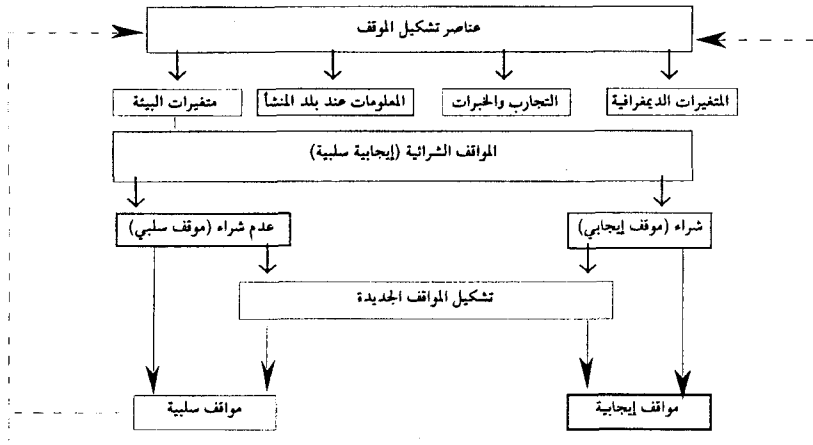 عناصر تشكيل الموقف
المتغيرات الديمغرافية
التجارب والخبرات
المعلومات عند بلد المنشأ
متغيرات البيئة
المواقف الشرائية (إيجابية سلبية)
شراء (موقف إيجابي)
عدم شراء (موقف سلبي)
تشكيل المواقف الجديدة
مواقف إيجابية
مواقف سلبية